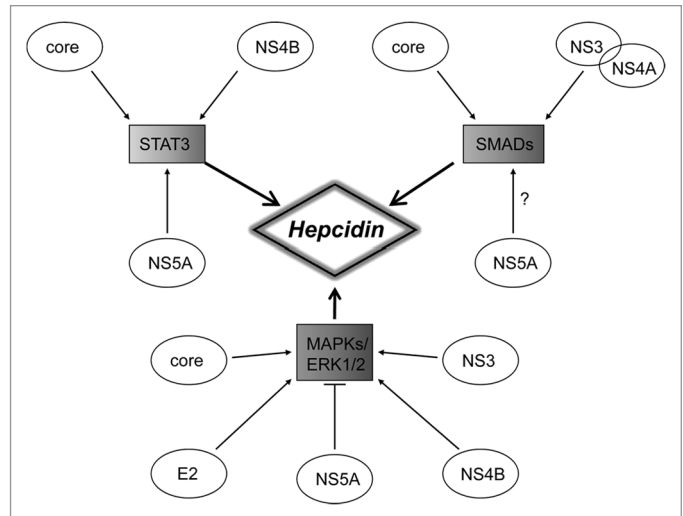 core
NS4B
core
NS3
NS4A
STAT3
SMADs
?
Hepcidin
NS5A
NS5A
MAPKs/
ERK1/2
core
NS3
E2
NS5A
NS4B